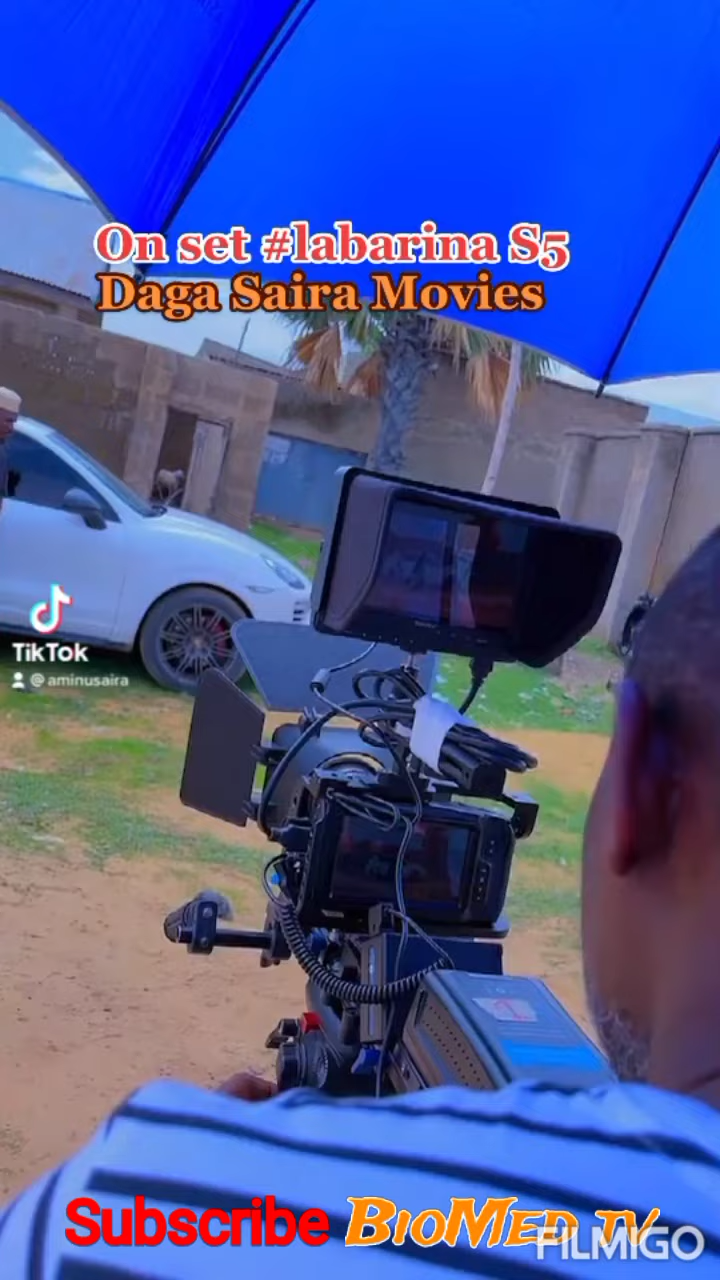 On set #labarina S5
Daga Saira Movies
TikTok
@aminusaira
Subscribe BIOMED TV
FILMIGO